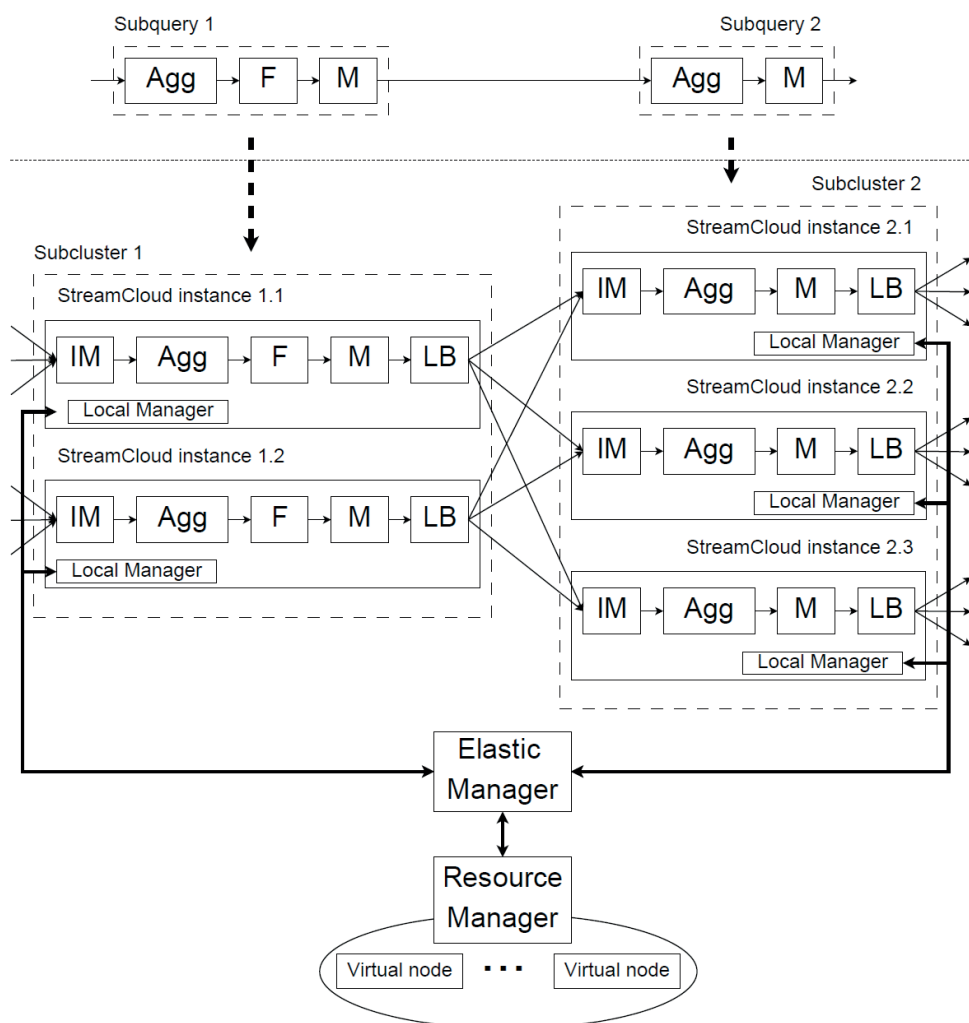 Subquery 1
Subquery 2
Agg F M
Agg M
Subcluster 2
Subcluster 1
StreamCloud instance 2.1
IM Agg M LB
Local Manager
StreamCloud instance 1.1
IM Agg F M LB
Local Manager
StreamCloud instance 2.2
IM Agg M LB
Local Manager
StreamCloud instance 1.2
IM Agg F M LB
Local Manager
StreamCloud instance 2.3
IM Agg M LB
Local Manager
Elastic
Manager
Resource
Manager
Virtual node ... Virtual node